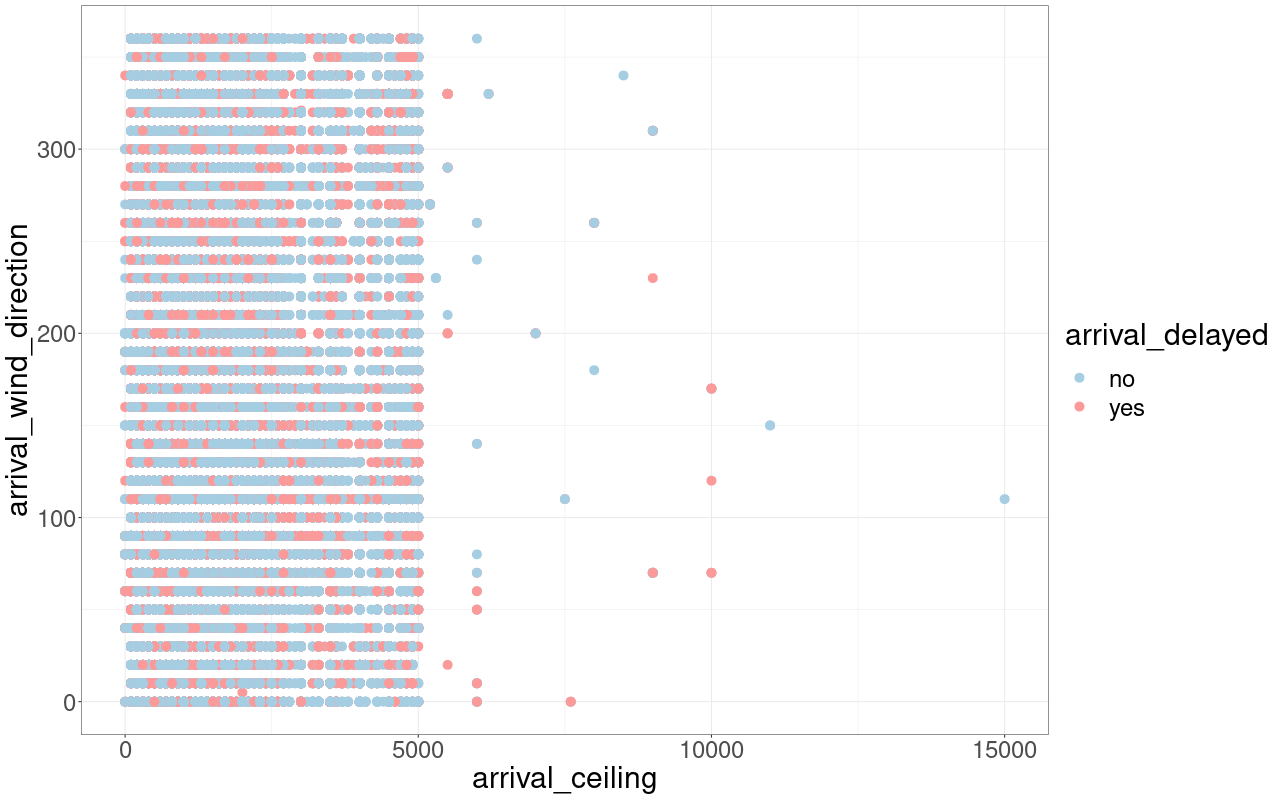 arrival_wind_direction
300
200
100
0
0
5000
10000
15000
arrival_ceiling
arrival_delayed
no
yes